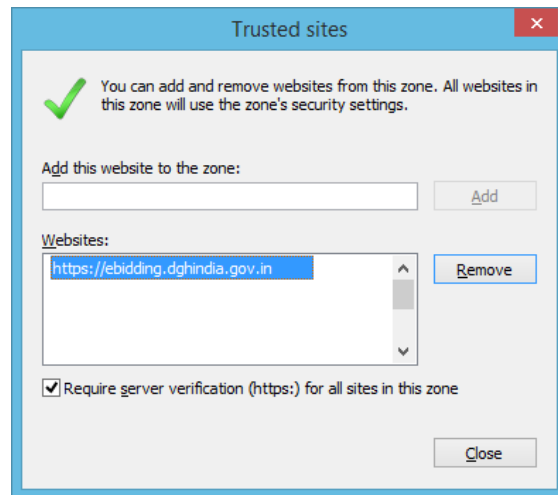 Trusted sites
You can add and remove websites from this zone. All websites in
this zone will use the zone's security settings.
Add this website to the zone:
Add
Websites:
https://ebidding.dghindia.gov.in
Remove
Require server verification (https:) for all sites in this zone
Close